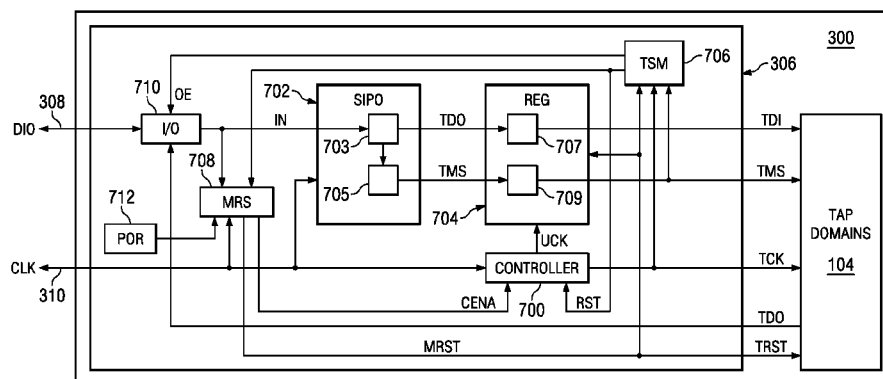 300
706
TSM
306
710
OE
702
SIPO
REG
308
DIO
I/O
IN
703
TDO
707
TDI
708
705
TMS
709
TMS
712
MRS
704
TAP
DOMAINS
104
POR
UCK
CLK
310
CONTROLLER
TCK
CENA
700
RST
TDO
MRST
TRST